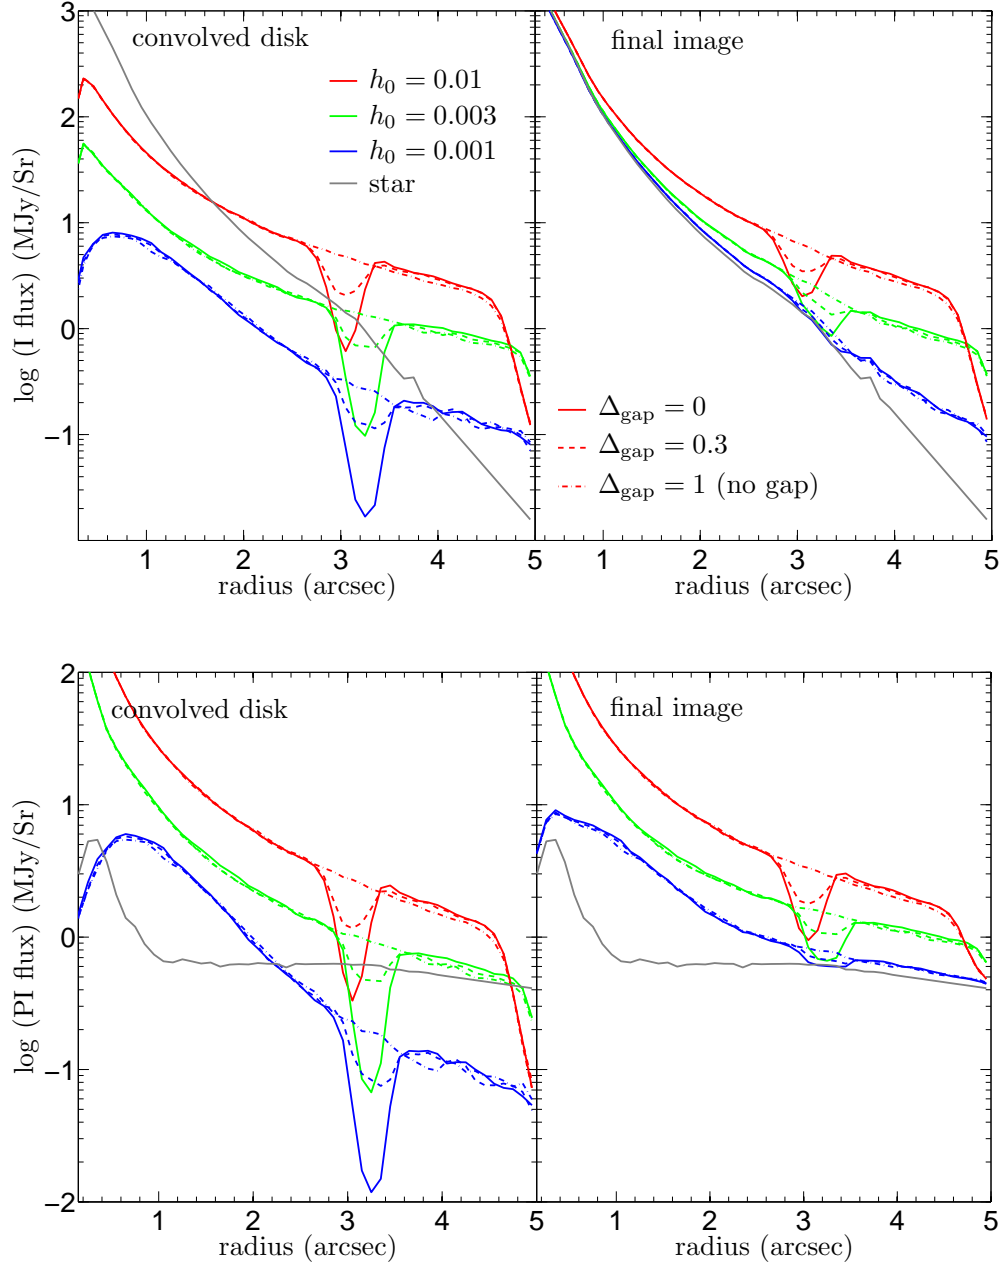 convolved disk
final image
h₀ = 0.01
h₀ = 0.003
h₀ = 0.001
star
Δgap = 0
Δgap = 0.3
Δgap = 1 (no gap)
log (I flux) (MJy/Sr)
3
2
1
0
−1
1 2 3 4 5
1 2 3 4 5
radius (arcsec)
radius (arcsec)
convolved disk
final image
log (PI flux) (MJy/Sr)
2
1
0
−1
−2
1 2 3 4 5
1 2 3 4 5
radius (arcsec)
radius (arcsec)